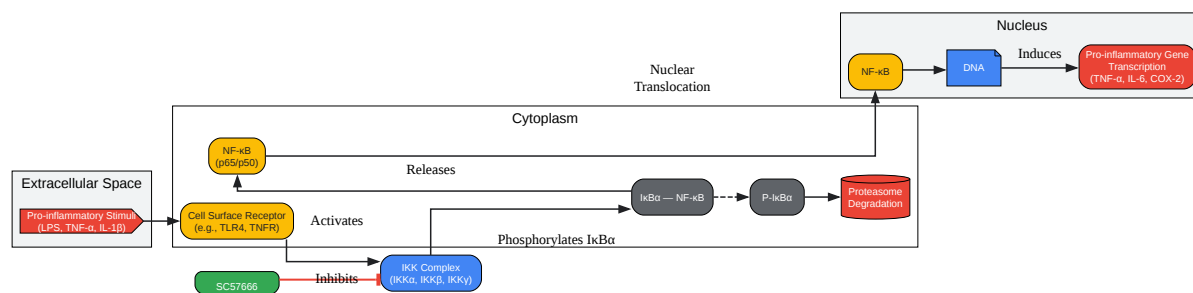 Nucleus
NF-κB
DNA
Induces
Pro-inflammatory Gene
Transcription
(TNF-α, IL-6, COX-2)
Nuclear
Translocation
Cytoplasm
NF-κB
(p65/p50)
Releases
Extracellular Space
Pro-inflammatory Stimuli
(LPS, TNF-α, IL-1β)
Cell Surface Receptor
(e.g., TLR4, TNFR)
Activates
IκBα — NF-κB
P-IκBα
Proteasome
Degradation
Phosphorylates IκBα
SC57666
Inhibits
IKK Complex
(IKKα, IKKβ, IKKγ)